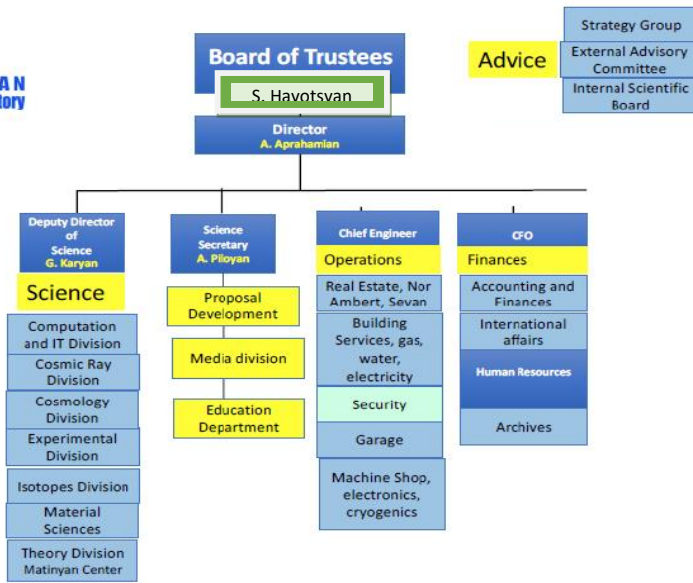 A N
tory
Board of Trustees
S. Hayotsyan
Director
A. Aprahamian
Advice
Strategy Group
External Advisory
Committee
Internal Scientific
Board
Deputy Director
of
Science
G. Karyan
Science
Computation
and IT Division
Cosmic Ray
Division
Cosmology
Division
Experimental
Division
Isotopes Division
Material
Sciences
Theory Division
Matinyan Center
Science
Secretary
A. Piloyan
Proposal
Development
Media division
Education
Department
Chief Engineer
Operations
Real Estate, Nor
Ambert, Sevan
Building
Services, gas,
water,
electricity
Security
Garage
Machine Shop,
electronics,
cryogenics
CFO
Finances
Accounting and
Finances
International
affairs
Human Resources
Archives